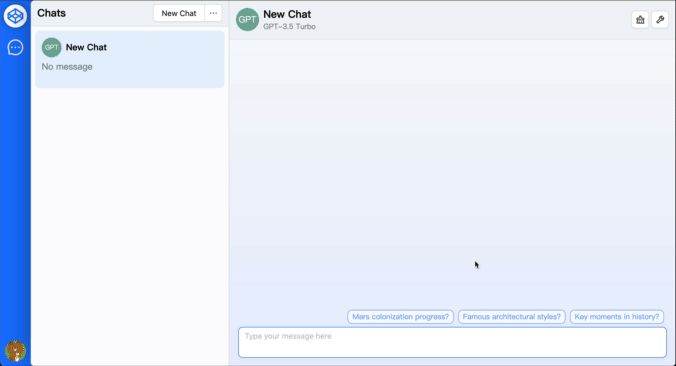 Chats
New Chat
...
GPT
New Chat
No message
GPT
New Chat
GPT-3.5 Turbo
Mars colonization progress?
Famous architectural styles?
Key moments in history?
Type your message here